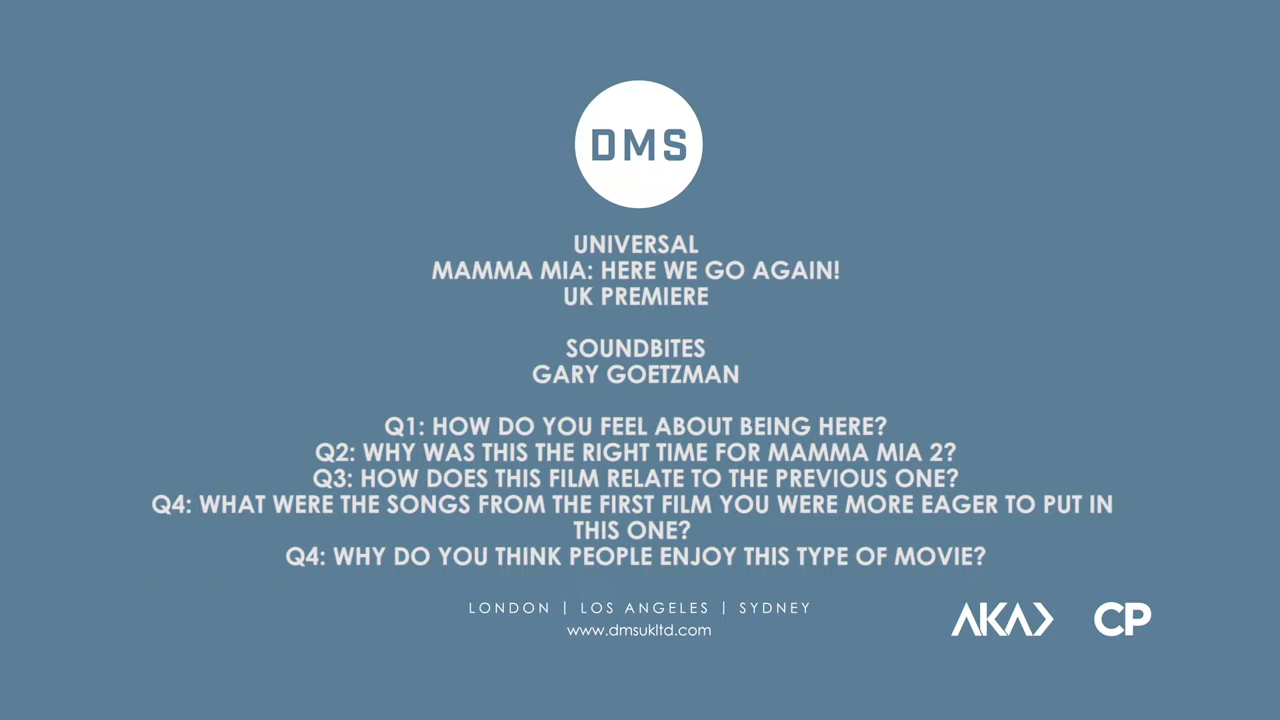 DMS
UNIVERSAL
MAMMA MIA: HERE WE GO AGAIN!
UK PREMIERE
SOUNDBITES
GARY GOETZMAN
Q1: HOW DO YOU FEEL ABOUT BEING HERE?
Q2: WHY WAS THIS THE RIGHT TIME FOR MAMMA MIA 2?
Q3: HOW DOES THIS FILM RELATE TO THE PREVIOUS ONE?
Q4: WHAT WERE THE SONGS FROM THE FIRST FILM YOU WERE MORE EAGER TO PUT IN
THIS ONE?
Q4: WHY DO YOU THINK PEOPLE ENJOY THIS TYPE OF MOVIE?
LONDON | LOS ANGELES | SYDNEY
www.dmsukltd.com
AKA CP